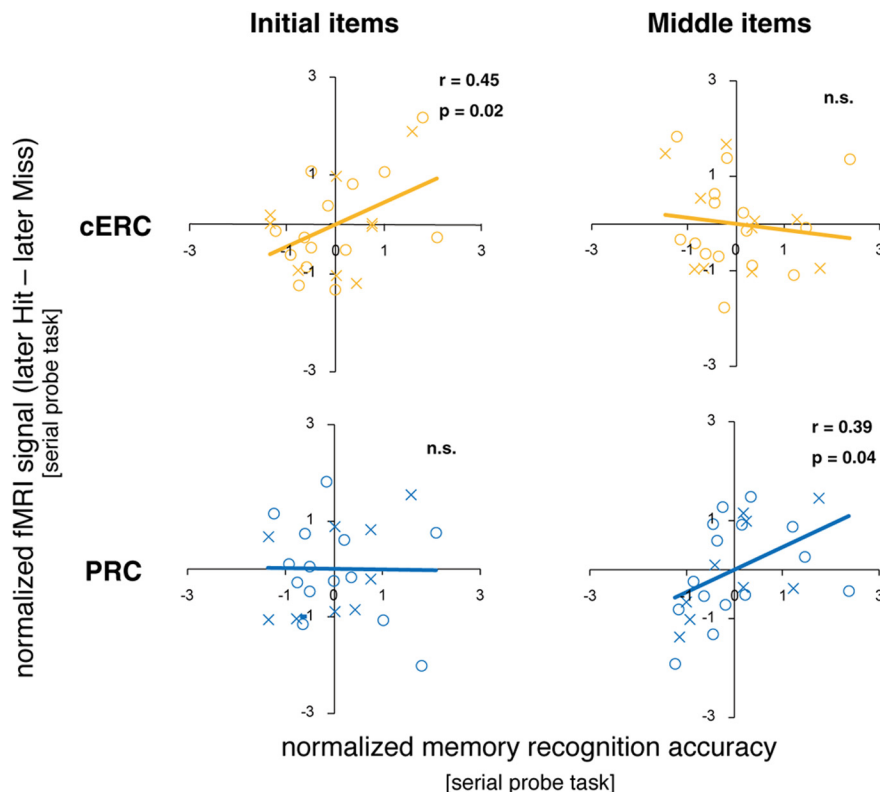 Initial items
Middle items
normalized fMRI signal (later Hit – later Miss)
[serial probe task]
cERC
3
1
-1
-3
-3
-1
0
1
3
r = 0.45
p = 0.02
3
1
-1
-3
-3
-1
0
1
3
n.s.
PRC
3
1
-1
-3
-3
-1
0
1
3
n.s.
3
1
-1
-3
-3
-1
0
1
3
r = 0.39
p = 0.04
normalized memory recognition accuracy
[serial probe task]